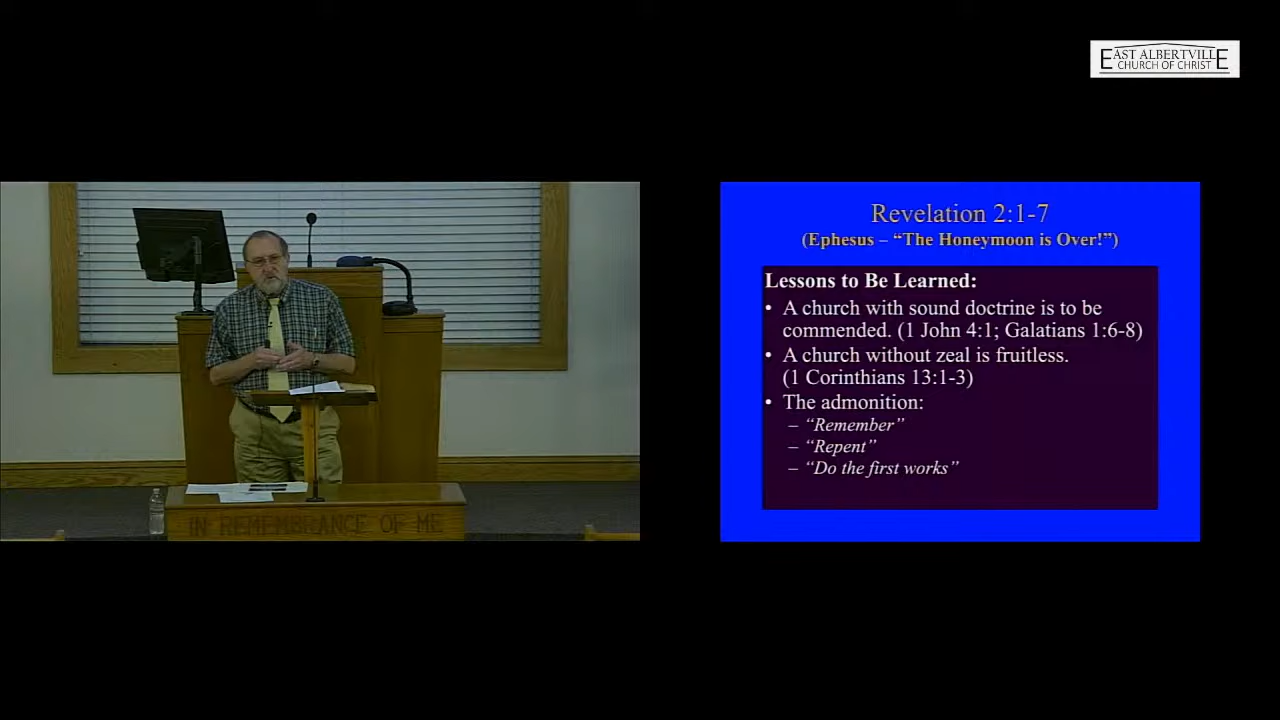 EAST ALBERTVILLE
CHURCH OF CHRIST
IN REMEMBRANCE OF ME
Revelation 2:1-7
(Ephesus – “The Honeymoon is Over!”)
Lessons to Be Learned:
• A church with sound doctrine is to be
commended. (1 John 4:1; Galatians 1:6-8)
• A church without zeal is fruitless.
(1 Corinthians 13:1-3)
• The admonition:
– “Remember”
– “Repent”
– “Do the first works”